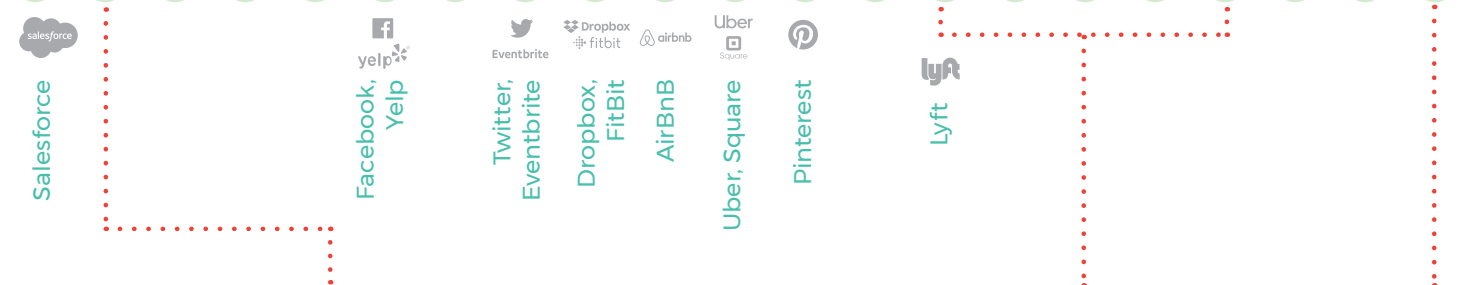 salesforce
Salesforce
yelp
Facebook,
Yelp
Eventbrite
Twitter,
Eventbrite
Dropbox
fitbit
Dropbox,
FitBit
airbnb
AirBnB
Uber
Square
Uber, Square
Pinterest
lyft
Lyft